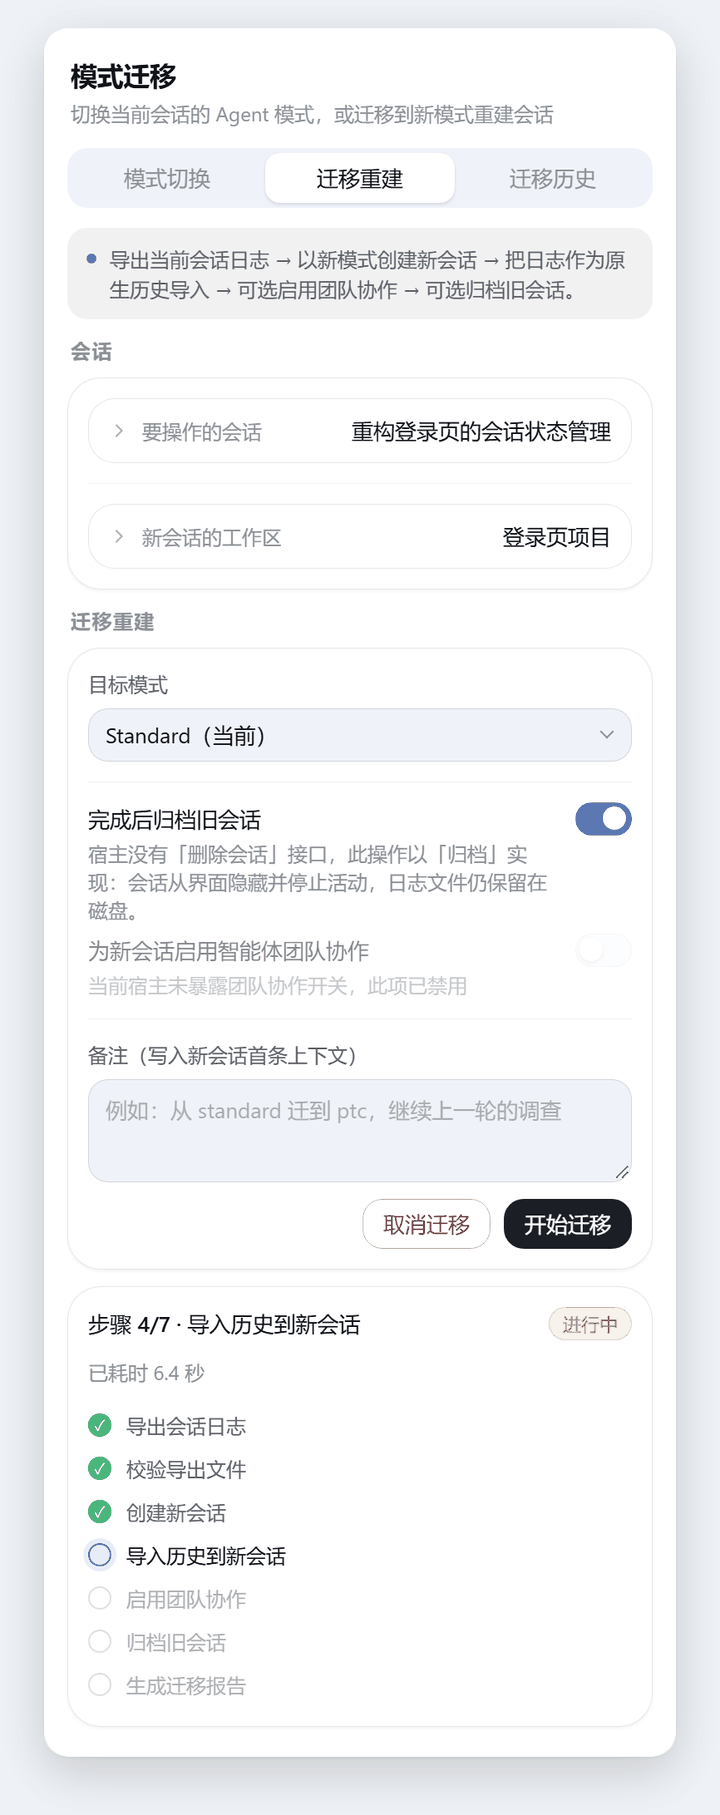 模式迁移
切换当前会话的 Agent 模式，或迁移到新模式重建会话
模式切换
迁移重建
迁移历史
导出当前会话日志 → 以新模式创建新会话 → 把日志作为原
生历史导入 → 可选启用团队协作 → 可选归档旧会话。
会话
要操作的会话
重构登录页的会话状态管理
新会话的工作区
登录页项目
迁移重建
目标模式
Standard（当前）
完成后归档旧会话
宿主没有「删除会话」接口，此操作以「归档」实
现：会话从界面隐藏并停止活动，日志文件仍保留在
磁盘。
为新会话启用智能体团队协作
当前宿主未暴露团队协作开关，此项已禁用
备注（写入新会话首条上下文）
例如：从 standard 迁到 ptc，继续上一轮的调查
取消迁移
开始迁移
步骤 4/7 · 导入历史到新会话
进行中
已耗时 6.4 秒
导出会话日志
校验导出文件
创建新会话
导入历史到新会话
启用团队协作
归档旧会话
生成迁移报告